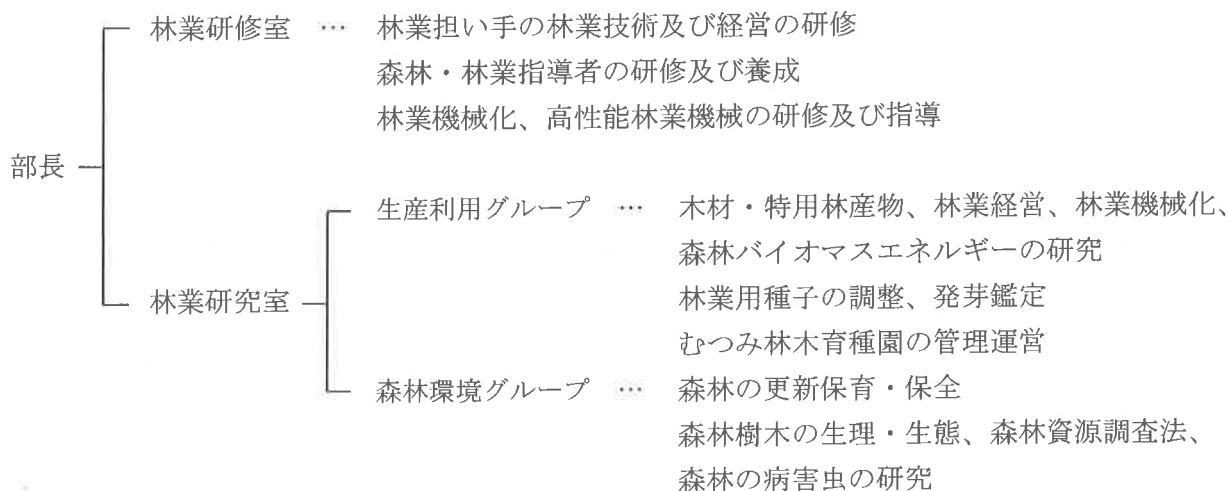 林業研修室 … 林業担い手の林業技術及び経営の研修
森林・林業指導者の研修及び養成
林業機械化、高性能林業機械の研修及び指導
部長
生産利用グループ … 木材・特用林産物、林業経営、林業機械化、
森林バイオマスエネルギーの研究
林業研究室
林業用種子の調整、発芽鑑定
むつみ林木育種園の管理運営
森林環境グループ … 森林の更新保育・保全
森林樹木の生理・生態、森林資源調査法、
森林の病害虫の研究